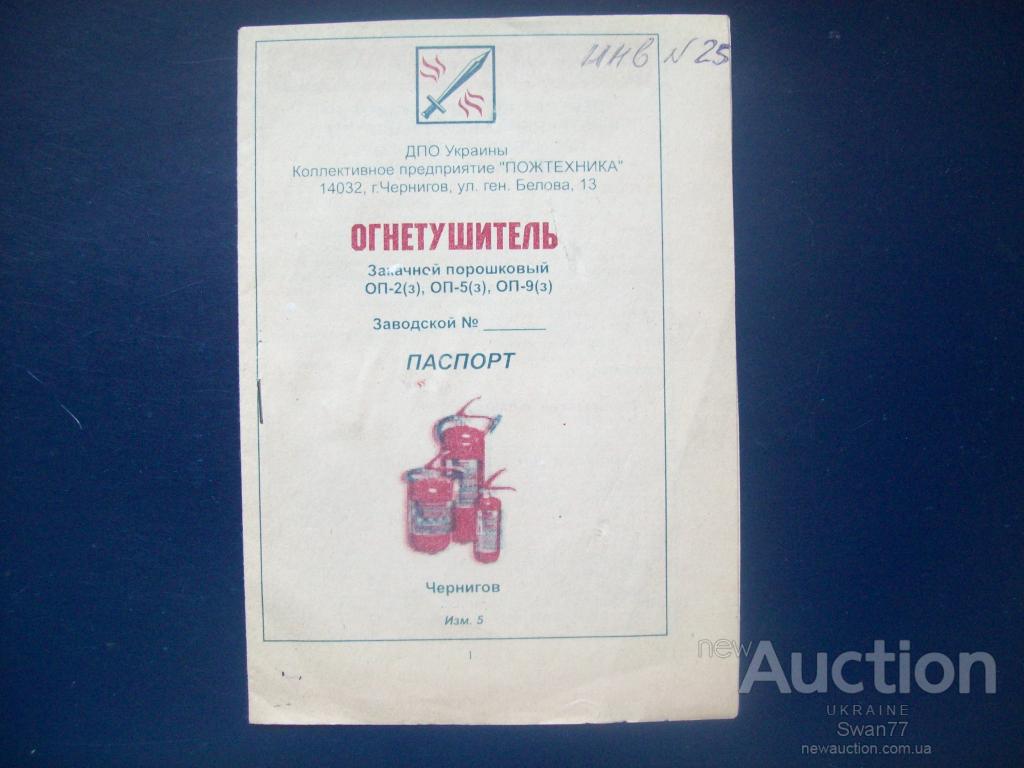 инв № 25
ДПО Украины
Коллективное предприятие "ПОЖТЕХНИКА"
14032, г.Чернигов, ул. ген. Белова, 13
ОГНЕТУШИТЕЛЬ
Закачной порошковый
ОП-2(з), ОП-5(з), ОП-9(з)
Заводской № _______
ПАСПОРТ
Чернигов
Изм. 5
1
newAuction
UKRAINE
Swan77
newauction.com.ua